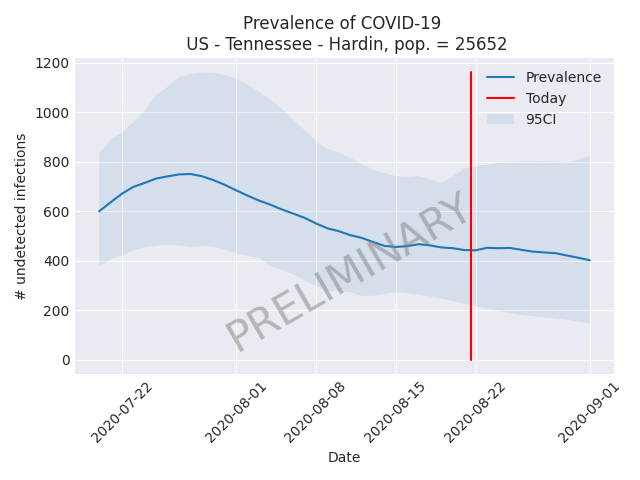 Prevalence of COVID-19
US - Tennessee - Hardin, pop. = 25652
1200
1000
800
600
400
200
0
# undetected infections
Prevalence
Today
95CI
PRELIMINARY
2020-07-22
2020-08-01
2020-08-08
2020-08-15
2020-08-22
2020-09-01
Date